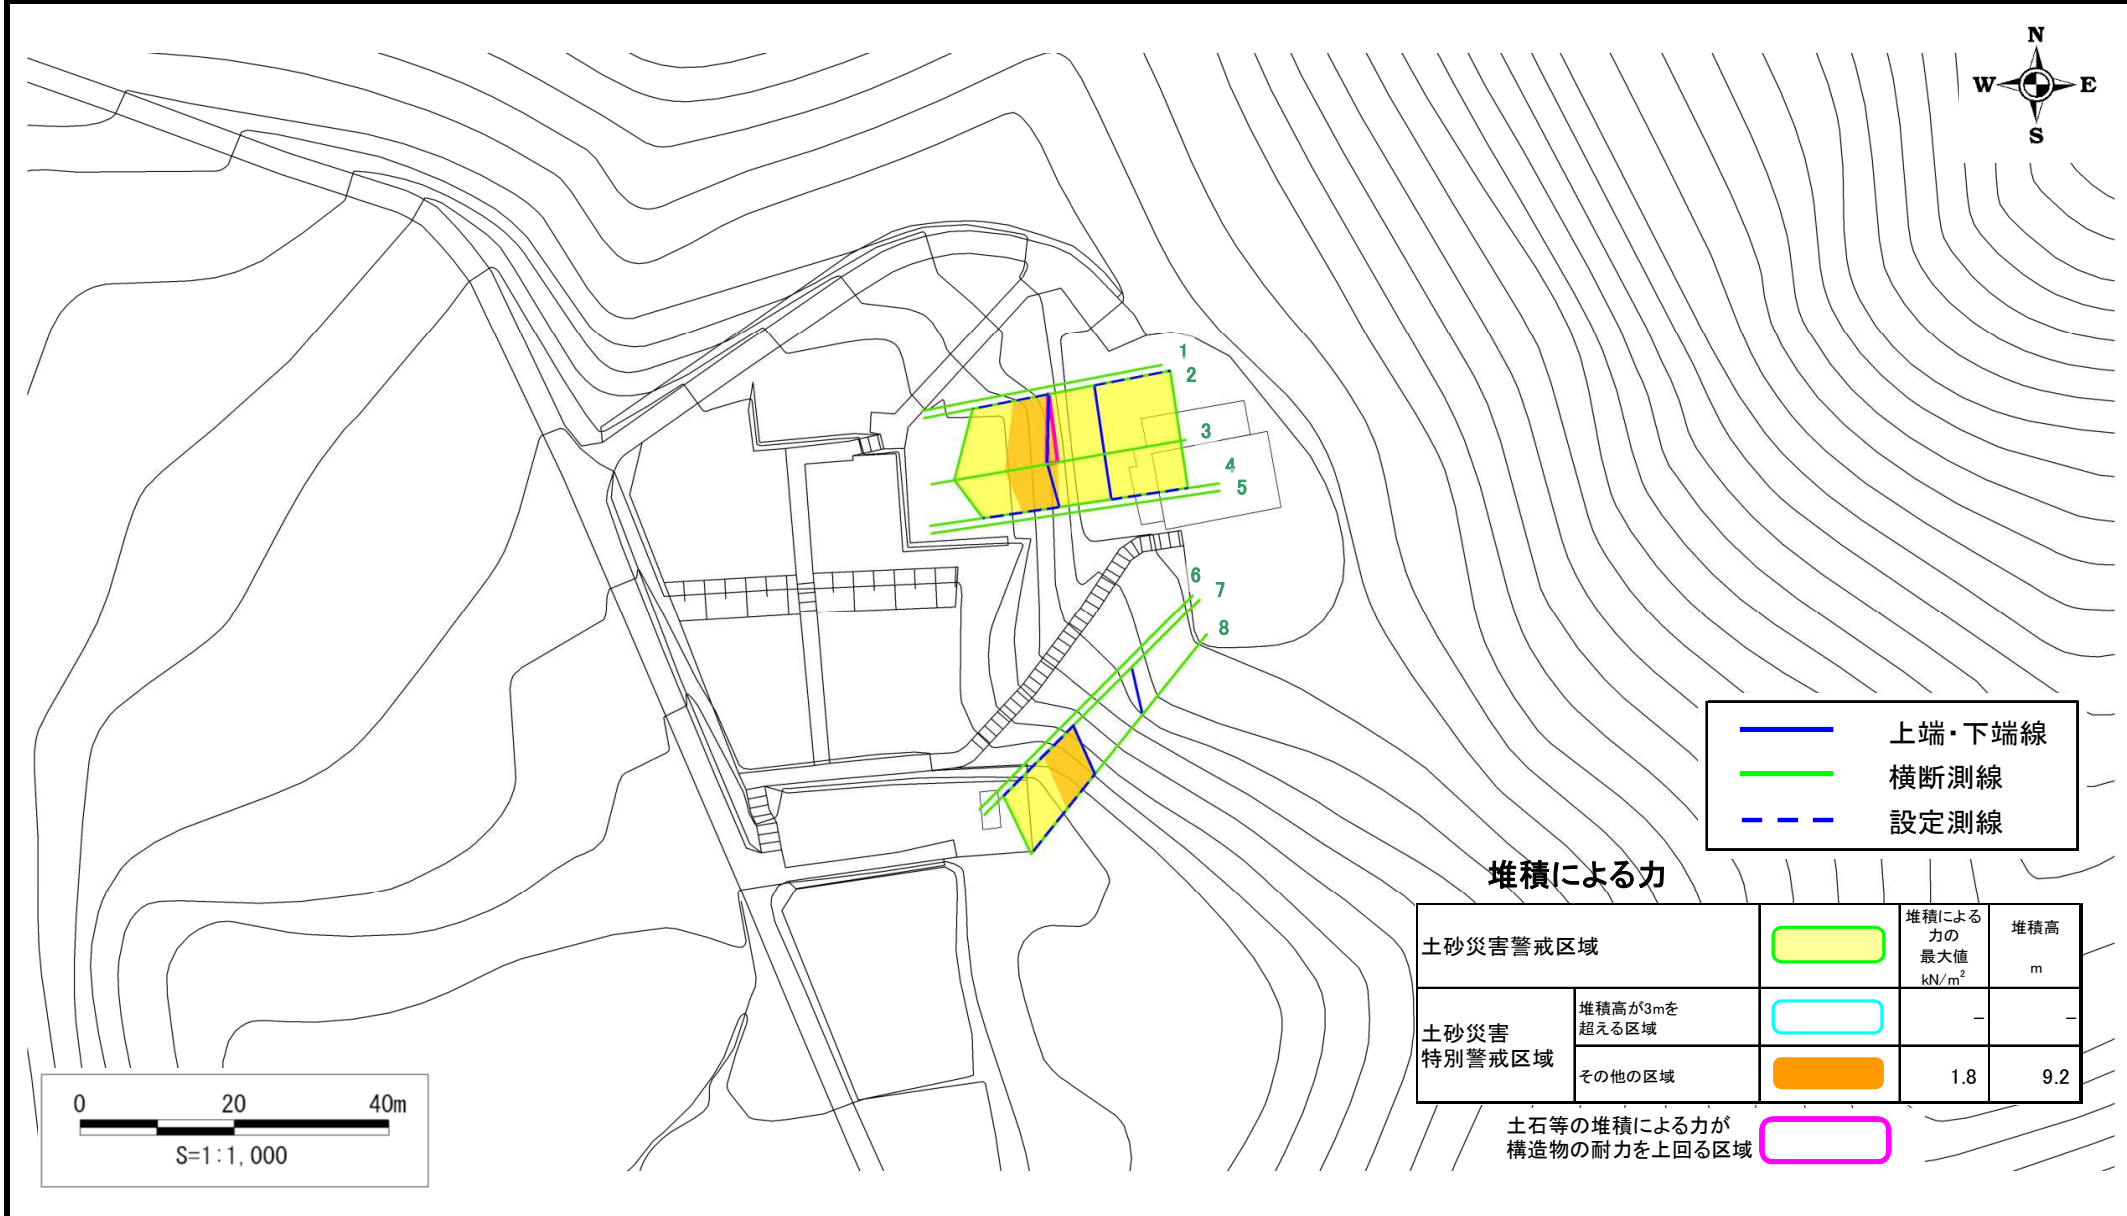 N
W E
S
1
2
3
4
5
6
7
8
上端・下端線
横断測線
設定測線
堆積による力
土砂災害警戒区域
堆積による
力の
最大値
kN/m²
堆積高
m
土砂災害
特別警戒区域
堆積高が3mを
超える区域
－ －
その他の区域
1.8 9.2
土石等の堆積による力が
構造物の耐力を上回る区域
0 20 40m
S=1:1,000